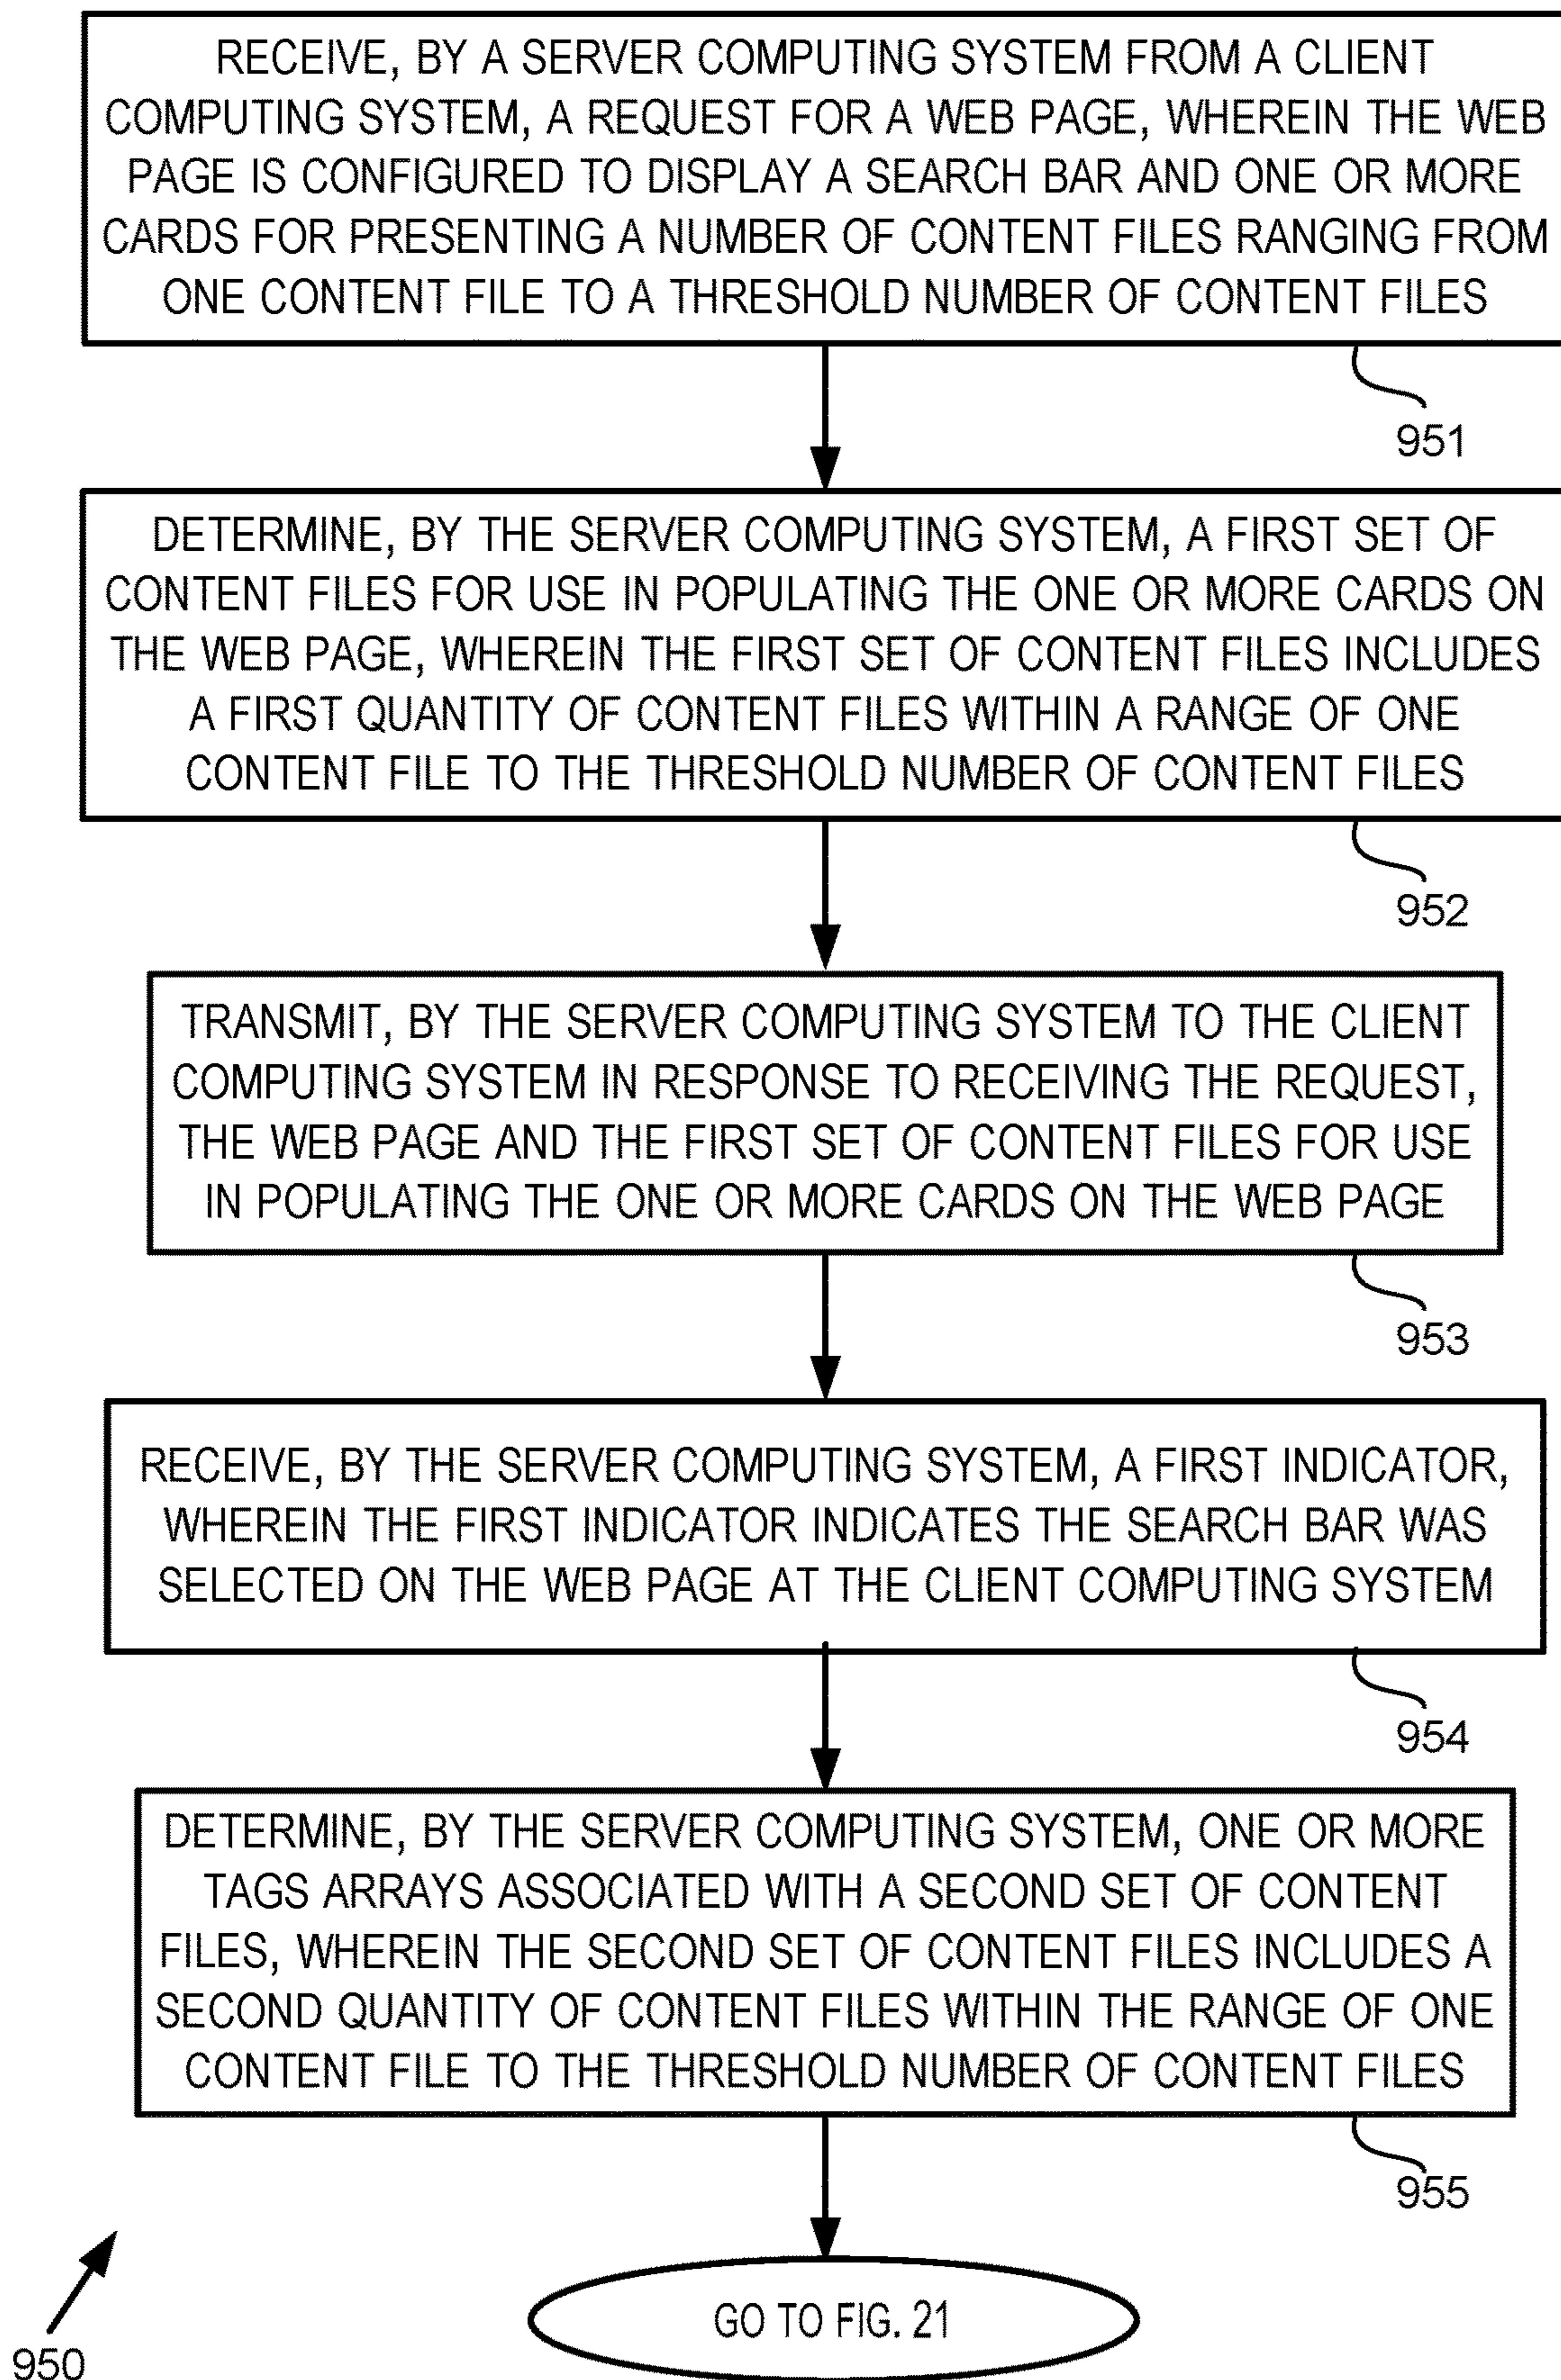 RECEIVE, BY A SERVER COMPUTING SYSTEM FROM A CLIENT
COMPUTING SYSTEM, A REQUEST FOR A WEB PAGE, WHEREIN THE WEB
PAGE IS CONFIGURED TO DISPLAY A SEARCH BAR AND ONE OR MORE
CARDS FOR PRESENTING A NUMBER OF CONTENT FILES RANGING FROM
ONE CONTENT FILE TO A THRESHOLD NUMBER OF CONTENT FILES
951
DETERMINE, BY THE SERVER COMPUTING SYSTEM, A FIRST SET OF
CONTENT FILES FOR USE IN POPULATING THE ONE OR MORE CARDS ON
THE WEB PAGE, WHEREIN THE FIRST SET OF CONTENT FILES INCLUDES
A FIRST QUANTITY OF CONTENT FILES WITHIN A RANGE OF ONE
CONTENT FILE TO THE THRESHOLD NUMBER OF CONTENT FILES
952
TRANSMIT, BY THE SERVER COMPUTING SYSTEM TO THE CLIENT
COMPUTING SYSTEM IN RESPONSE TO RECEIVING THE REQUEST,
THE WEB PAGE AND THE FIRST SET OF CONTENT FILES FOR USE
IN POPULATING THE ONE OR MORE CARDS ON THE WEB PAGE
953
RECEIVE, BY THE SERVER COMPUTING SYSTEM, A FIRST INDICATOR,
WHEREIN THE FIRST INDICATOR INDICATES THE SEARCH BAR WAS
SELECTED ON THE WEB PAGE AT THE CLIENT COMPUTING SYSTEM
954
DETERMINE, BY THE SERVER COMPUTING SYSTEM, ONE OR MORE
TAGS ARRAYS ASSOCIATED WITH A SECOND SET OF CONTENT
FILES, WHEREIN THE SECOND SET OF CONTENT FILES INCLUDES A
SECOND QUANTITY OF CONTENT FILES WITHIN THE RANGE OF ONE
CONTENT FILE TO THE THRESHOLD NUMBER OF CONTENT FILES
955
GO TO FIG. 21
950